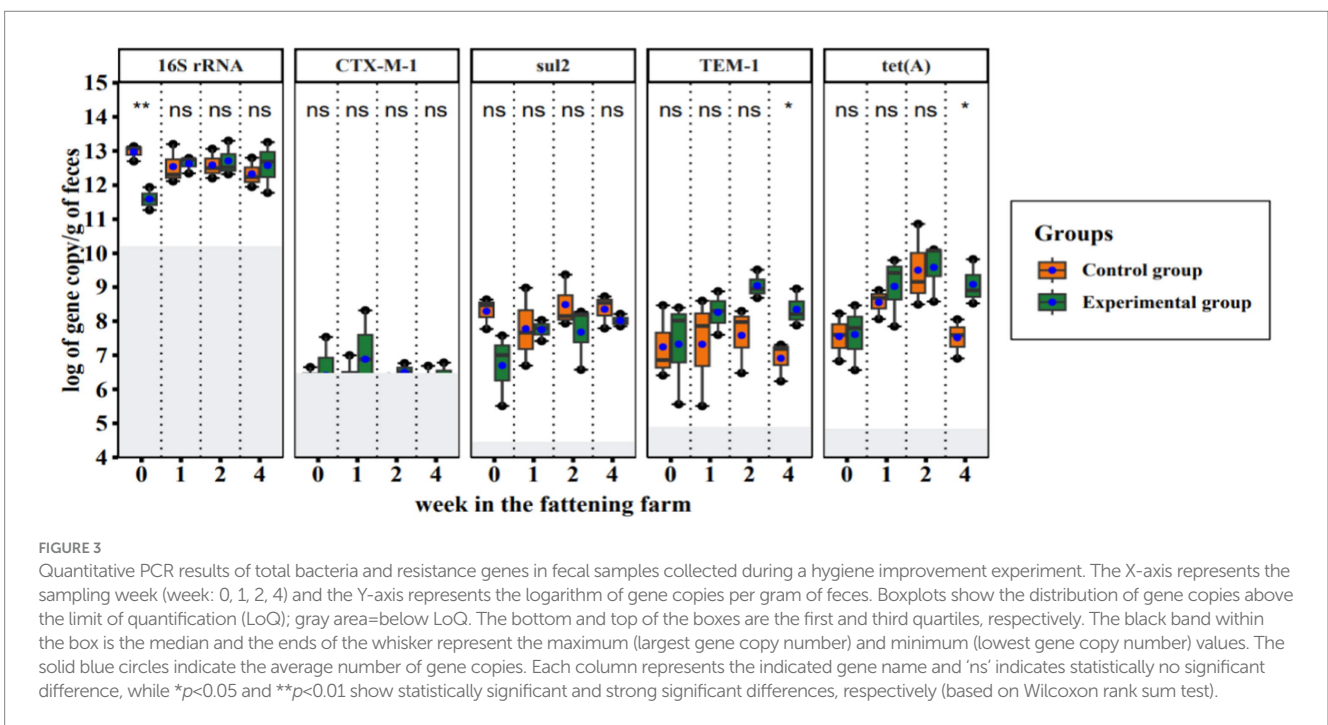 16S rRNA CTX-M-1 sul2 TEM-1 tet(A)
** ns ns ns ns ns ns ns ns ns ns ns ns ns ns * ns ns ns *
log of gene copy/g of feces
15
14
13
12
11
10
9
8
7
6
5
4
0 1 2 4 0 1 2 4 0 1 2 4 0 1 2 4 0 1 2 4
week in the fattening farm
Groups
Control group
Experimental group
FIGURE 3
Quantitative PCR results of total bacteria and resistance genes in fecal samples collected during a hygiene improvement experiment. The X-axis represents the
sampling week (week: 0, 1, 2, 4) and the Y-axis represents the logarithm of gene copies per gram of feces. Boxplots show the distribution of gene copies above
the limit of quantification (LoQ); gray area=below LoQ. The bottom and top of the boxes are the first and third quartiles, respectively. The black band within
the box is the median and the ends of the whisker represent the maximum (largest gene copy number) and minimum (lowest gene copy number) values. The
solid blue circles indicate the average number of gene copies. Each column represents the indicated gene name and 'ns' indicates statistically no significant
difference, while *p<0.05 and **p<0.01 show statistically significant and strong significant differences, respectively (based on Wilcoxon rank sum test).